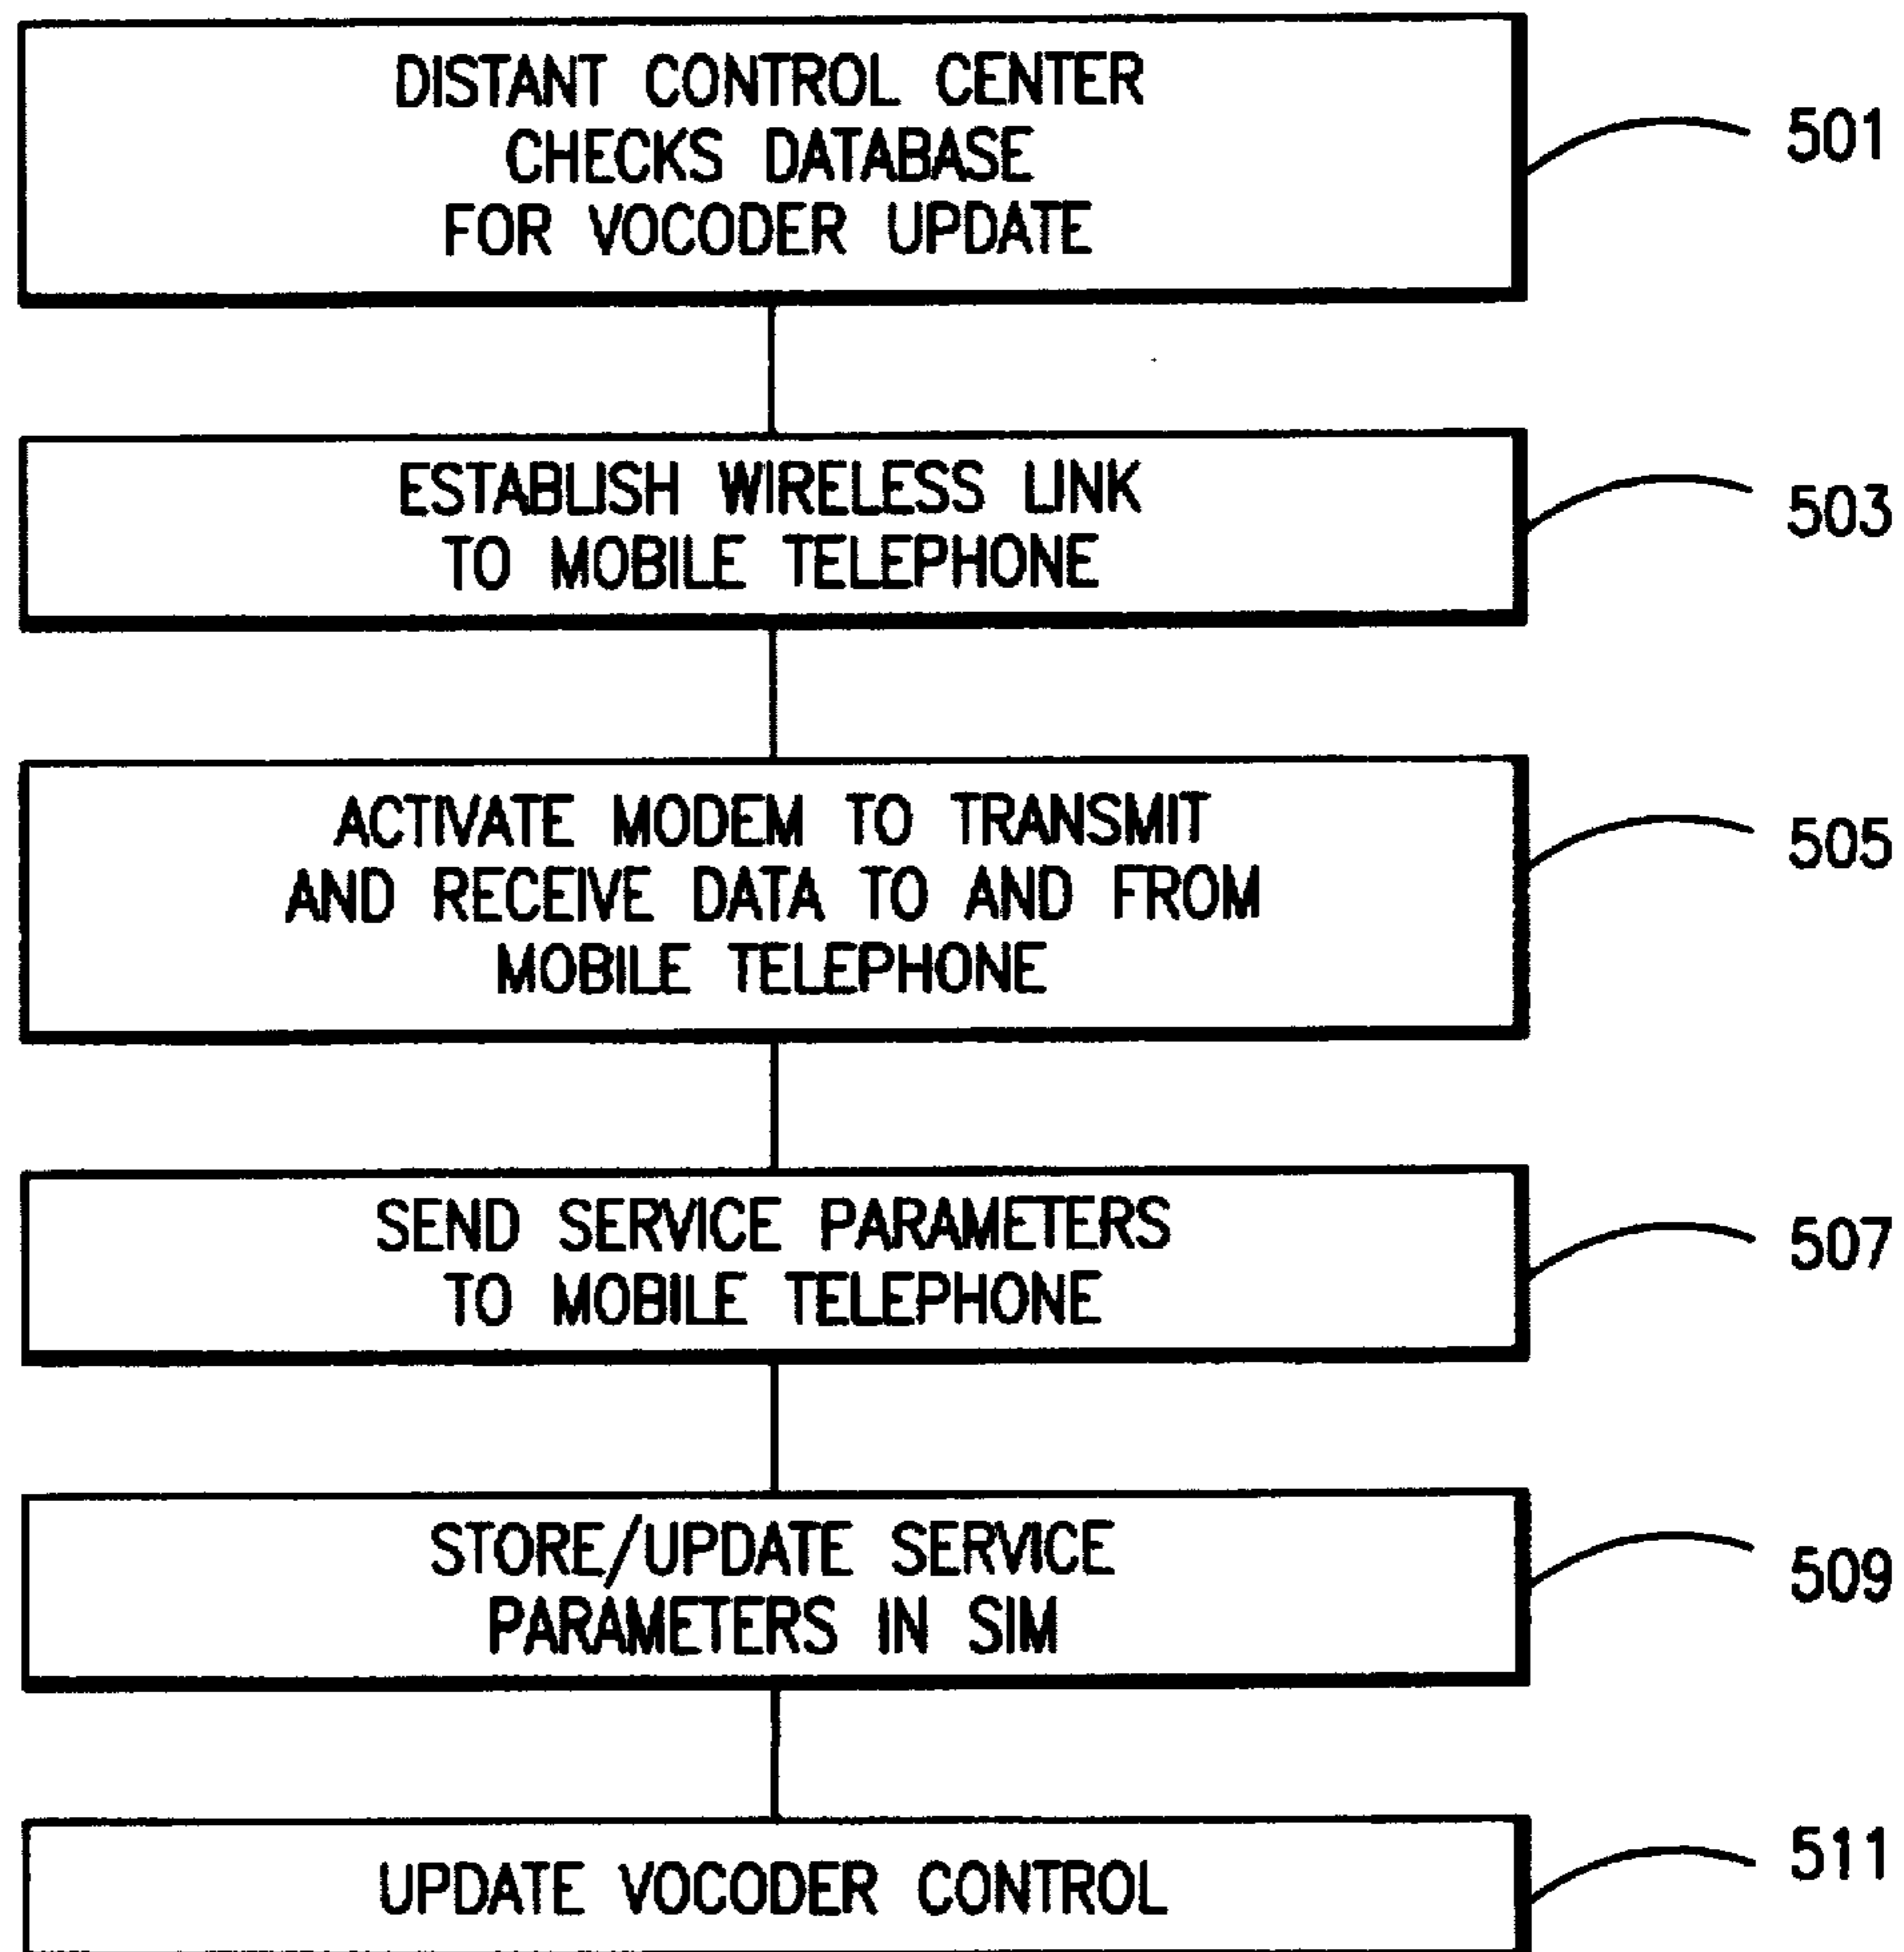 DISTANT CONTROL CENTER
CHECKS DATABASE
FOR VOCODER UPDATE
501
ESTABLISH WIRELESS LINK
TO MOBILE TELEPHONE
503
ACTIVATE MODEM TO TRANSMIT
AND RECEIVE DATA TO AND FROM
MOBILE TELEPHONE
505
SEND SERVICE PARAMETERS
TO MOBILE TELEPHONE
507
STORE/UPDATE SERVICE
PARAMETERS IN SIM
509
UPDATE VOCODER CONTROL
511